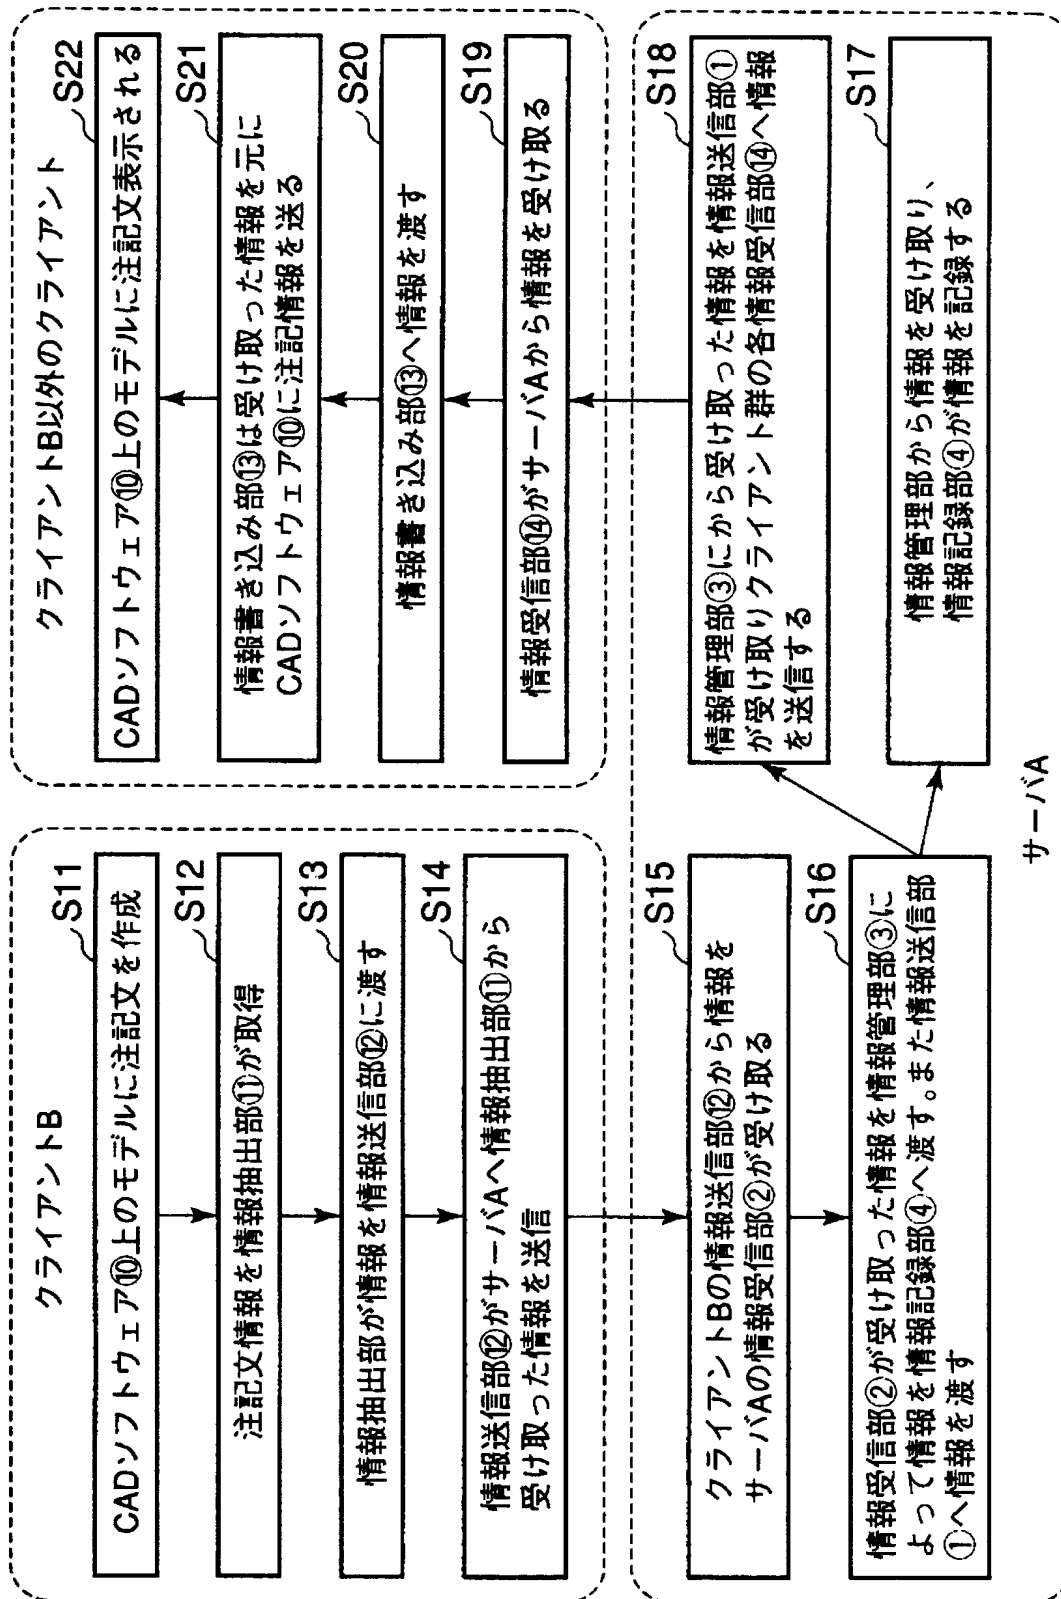 クライアントB
S11
CADソフトウェア⑩上のモデルに注記文を作成
S12
注記文情報を情報抽出部⑪が取得
S13
情報抽出部が情報を情報送信部⑫に渡す
S14
情報送信部⑫がサーバAへ情報抽出部⑪から
受け取った情報を送信
S15
クライアントBの情報送信部⑫から情報を
サーバAの情報受信部②が受け取る
S16
情報受信部②が受け取った情報を情報管理部③に
よって情報を情報記録部④へ渡す。また情報送信部
①へ情報を渡す
クライアントB以外のクライアント
S22
CADソフトウェア⑩上のモデルに注記文表示される
S21
情報書き込み部⑬は受け取った情報を元に
CADソフトウェア⑩に注記情報を送る
S20
情報書き込み部⑬へ情報を渡す
S19
情報受信部⑭がサーバAから情報を受け取る
S18
情報管理部③にから受け取った情報を情報送信部①
が受け取りクライアント群の各情報受信部⑭へ情報
を送信する
S17
情報管理部から情報を受け取り、
情報記録部④が情報を記録する
サーバA